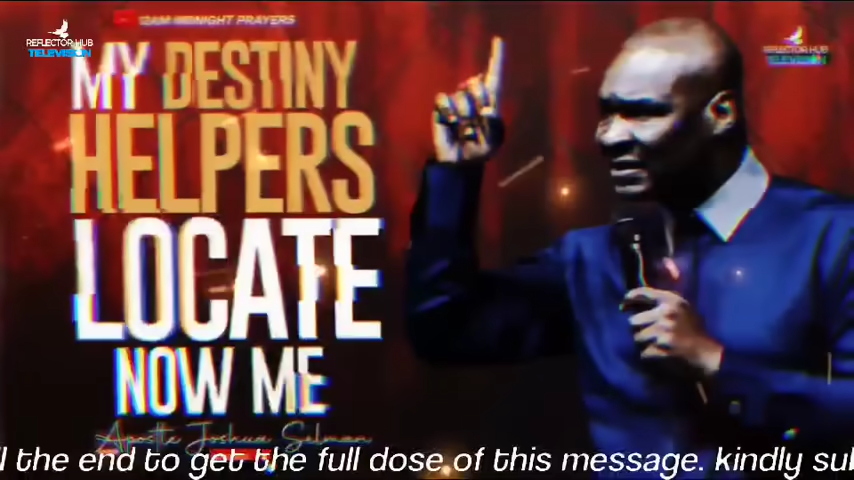 12AM MIDNIGHT PRAYERS
REFLECTOR HUB
TELEVISION
REFLECTOR HUB
TELEVISION
MY DESTINY
HELPERS
LOCATE
NOW ME
Apostle Joshua Selman
the end to get the full dose of this message. kindly